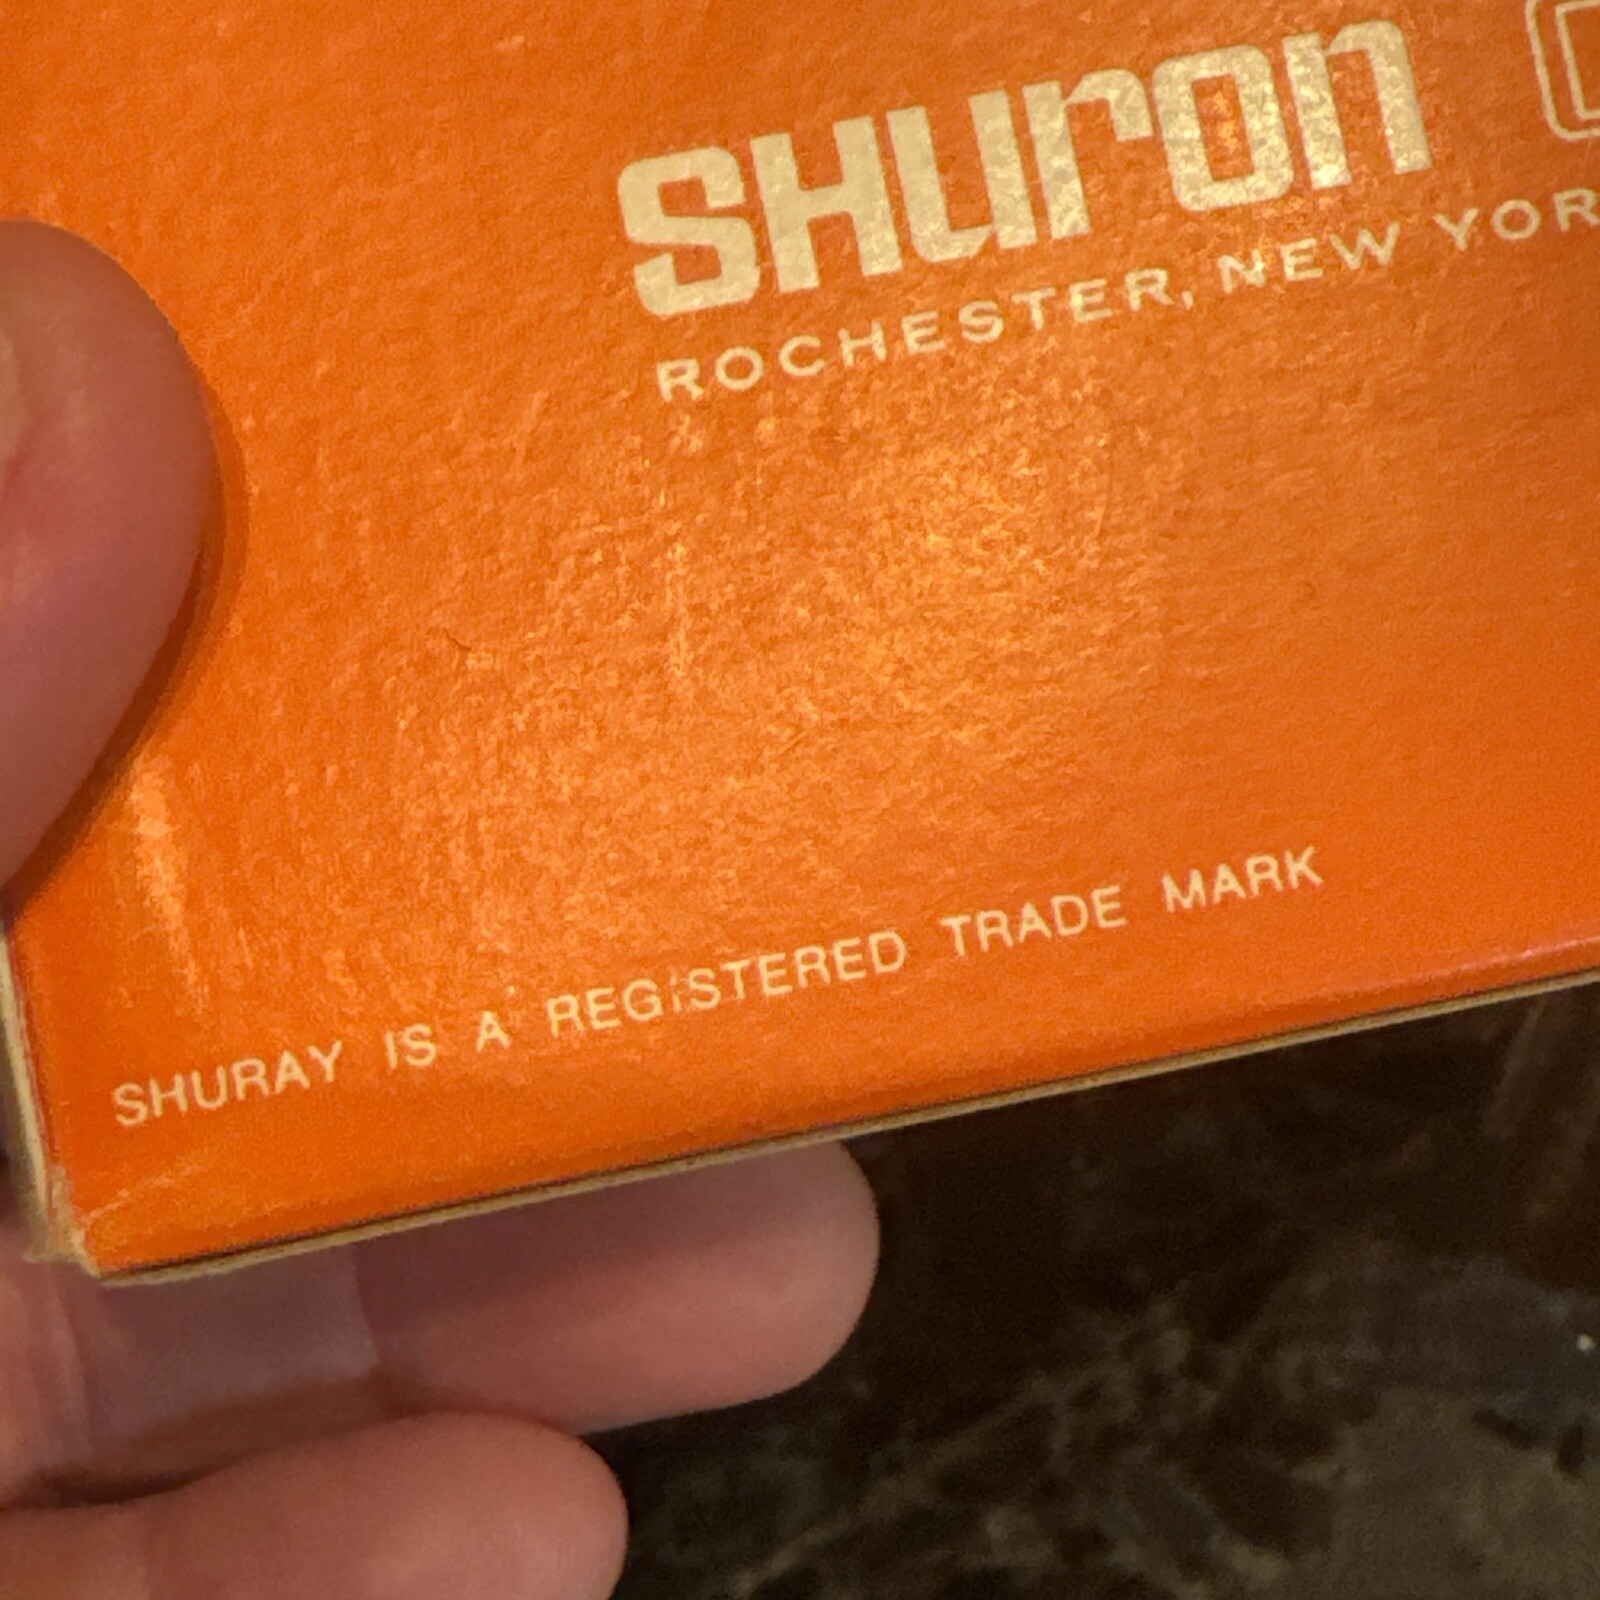 SHuron
ROCHESTER, NEW YOR
SHURAY IS A REGISTERED TRADE MARK